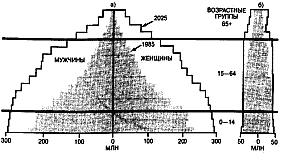 а)
2025
1985
МУЖЧИНЫ
ЖЕНЩИНЫ
300 200 100 0 100 200 300
МЛН
ВОЗРАСТНЫЕ ГРУППЫ
б)
65+
15—64
0—14
50 0 50
МЛН